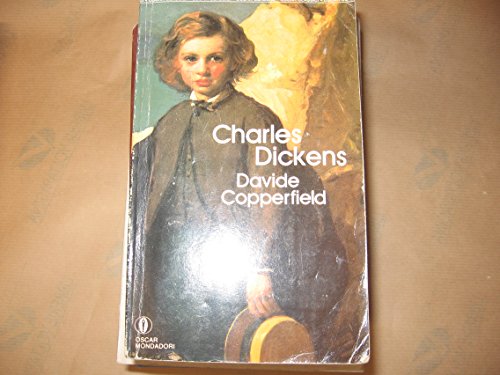 Charles
Dickens
Davide
Copperfield
OSCAR
MONDADORI